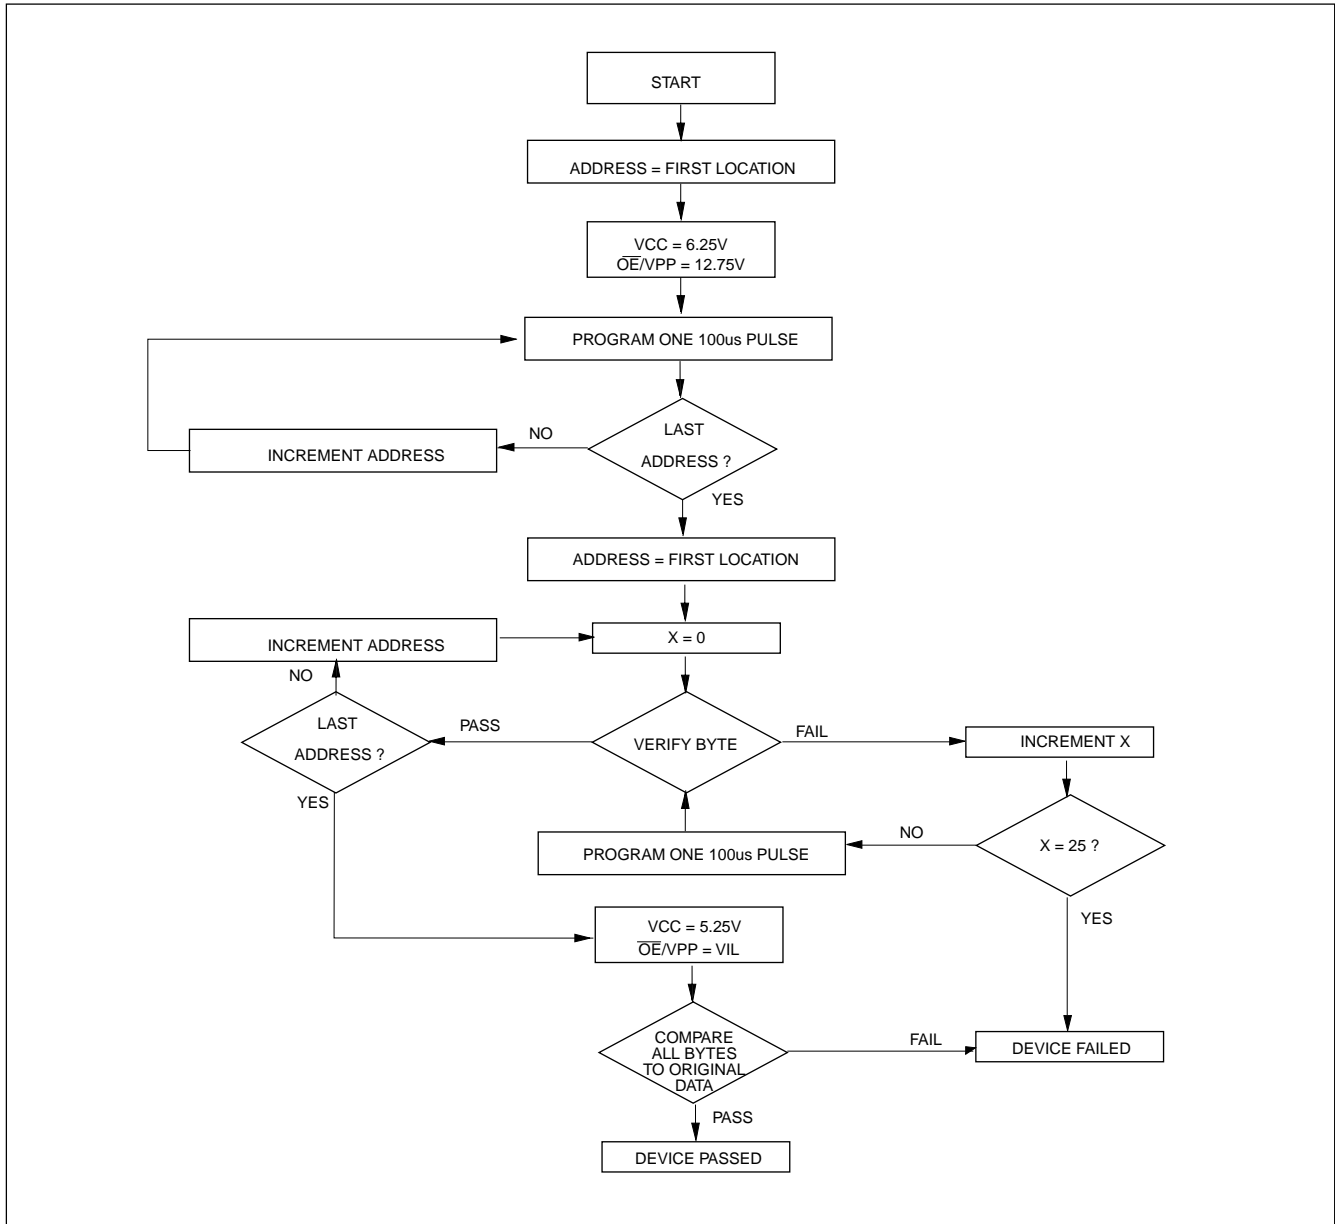 START
ADDRESS = FIRST LOCATION
VCC = 6.25V
O̅E̅/VPP = 12.75V
PROGRAM ONE 100us PULSE
LAST
ADDRESS ?
NO
INCREMENT ADDRESS
YES
ADDRESS = FIRST LOCATION
INCREMENT ADDRESS
X = 0
NO
LAST
ADDRESS ?
PASS
VERIFY BYTE
FAIL
INCREMENT X
YES
PROGRAM ONE 100us PULSE
NO
X = 25 ?
YES
VCC = 5.25V
O̅E̅/VPP = VIL
COMPARE
ALL BYTES
TO ORIGINAL
DATA
FAIL
DEVICE FAILED
PASS
DEVICE PASSED